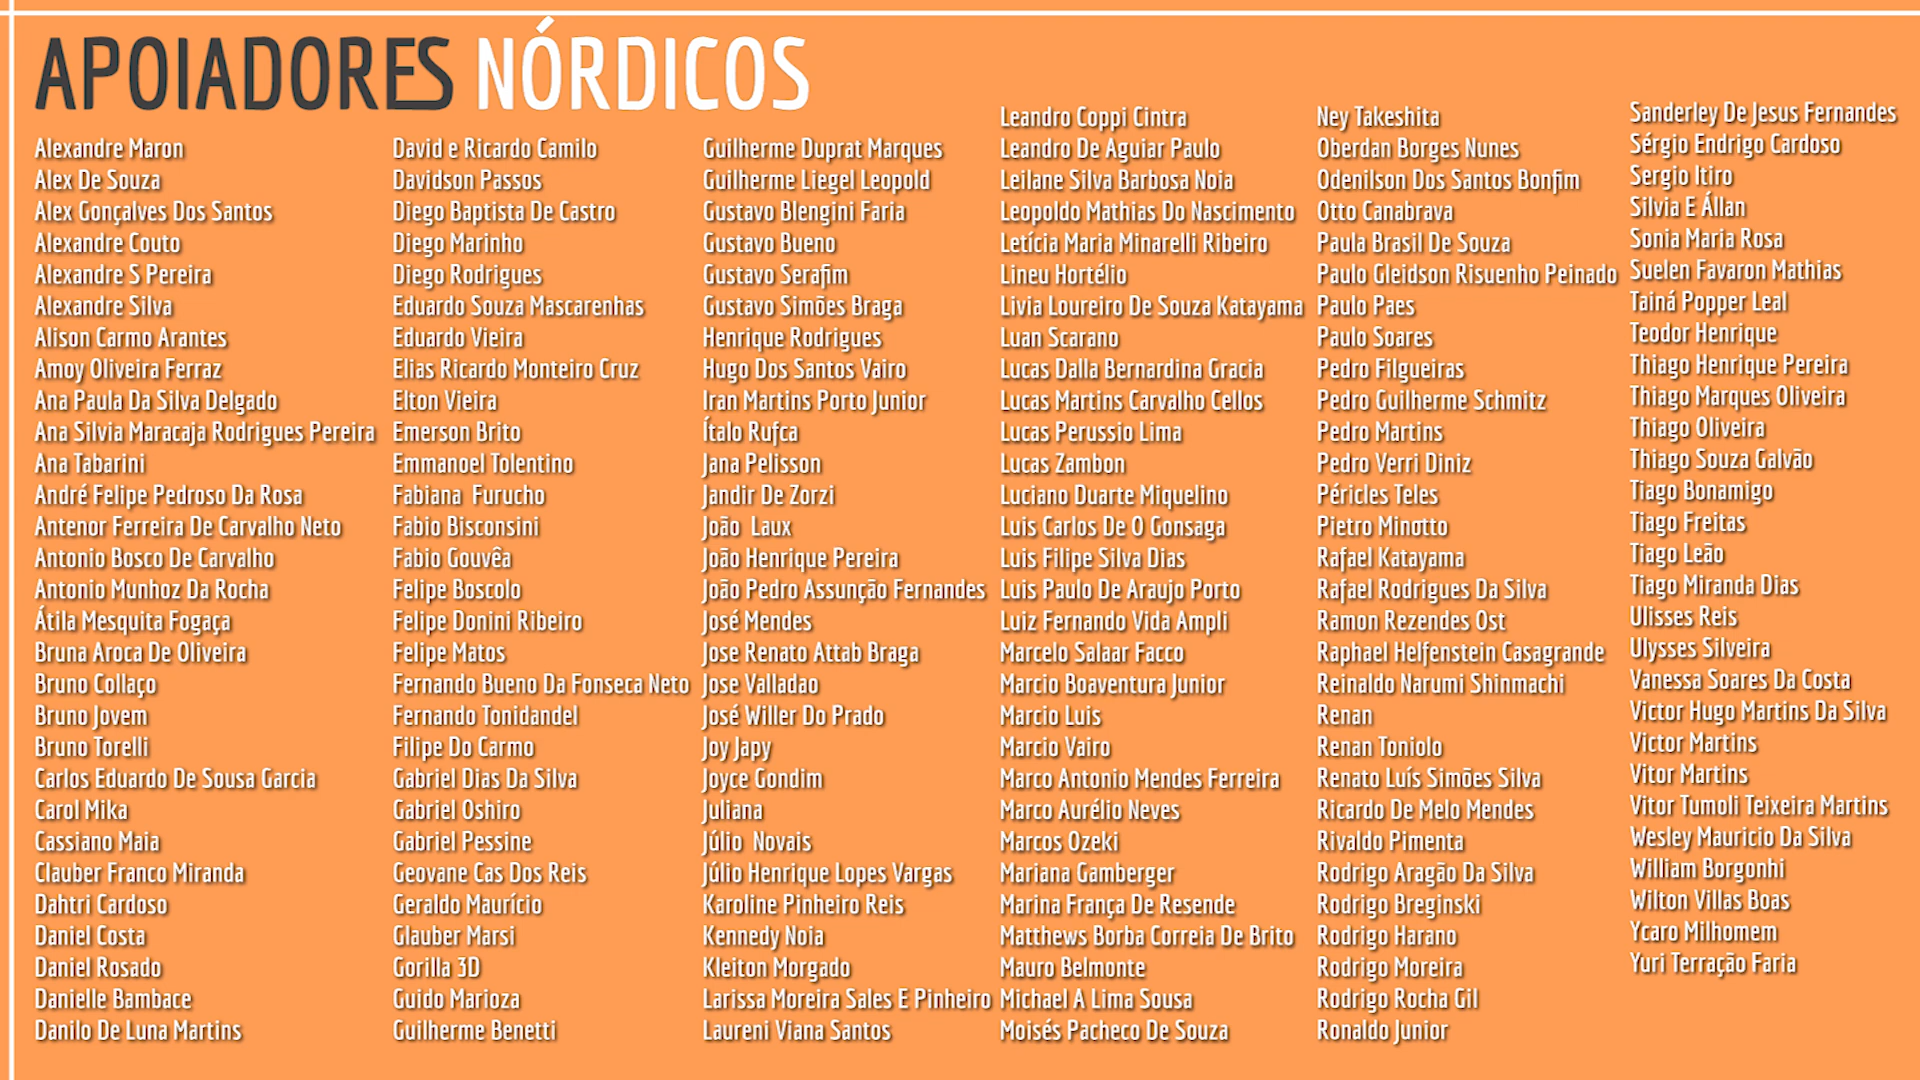 APOIADORES NÓRDICOS
Alexandre Maron
Alex De Souza
Alex Gonçalves Dos Santos
Alexandre Couto
Alexandre S Pereira
Alexandre Silva
Alison Carmo Arantes
Amoy Oliveira Ferraz
Ana Paula Da Silva Delgado
Ana Silvia Maracaja Rodrigues Pereira
Ana Tabarini
André Felipe Pedroso Da Rosa
Antenor Ferreira De Carvalho Neto
Antonio Bosco De Carvalho
Antonio Munhoz Da Rocha
Átila Mesquita Fogaça
Bruna Aroca De Oliveira
Bruno Collaço
Bruno Jovem
Bruno Torelli
Carlos Eduardo De Sousa Garcia
Carol Mika
Cassiano Maia
Clauber Franco Miranda
Dahtri Cardoso
Daniel Costa
Daniel Rosado
Danielle Bambace
Danilo De Luna Martins
David e Ricardo Camilo
Davidson Passos
Diego Baptista De Castro
Diego Marinho
Diego Rodrigues
Eduardo Souza Mascarenhas
Eduardo Vieira
Elias Ricardo Monteiro Cruz
Elton Vieira
Emerson Brito
Emmanoel Tolentino
Fabiana Furucho
Fabio Bisconsini
Fabio Gouvêa
Felipe Boscolo
Felipe Donini Ribeiro
Felipe Matos
Fernando Bueno Da Fonseca Neto
Fernando Tonidandel
Filipe Do Carmo
Gabriel Dias Da Silva
Gabriel Oshiro
Gabriel Pessine
Geovane Cas Dos Reis
Geraldo Maurício
Glauber Marsi
Gorilla 3D
Guido Marioza
Guilherme Benetti
Guilherme Duprat Marques
Guilherme Liegel Leopold
Gustavo Blengini Faria
Gustavo Bueno
Gustavo Serafim
Gustavo Simões Braga
Henrique Rodrigues
Hugo Dos Santos Vairo
Iran Martins Porto Junior
Ítalo Rufca
Jana Pelisson
Jandir De Zorzi
João Laux
João Henrique Pereira
João Pedro Assunção Fernandes
José Mendes
Jose Renato Attab Braga
Jose Valladao
José Willer Do Prado
Joy Japy
Joyce Gondim
Juliana
Júlio Novais
Júlio Henrique Lopes Vargas
Karoline Pinheiro Reis
Kennedy Noia
Kleiton Morgado
Larissa Moreira Sales E Pinheiro
Laureni Viana Santos
Leandro Coppi Cintra
Leandro De Aguiar Paulo
Leilane Silva Barbosa Noia
Leopoldo Mathias Do Nascimento
Letícia Maria Minarelli Ribeiro
Lineu Hortélio
Livia Loureiro De Souza Katayama
Luan Scarano
Lucas Dalla Bernardina Gracia
Lucas Martins Carvalho Cellos
Lucas Perussio Lima
Lucas Zambon
Luciano Duarte Miquelino
Luis Carlos De O Gonsaga
Luis Filipe Silva Dias
Luis Paulo De Araujo Porto
Luiz Fernando Vida Ampli
Marcelo Salaar Facco
Marcio Boaventura Junior
Marcio Luis
Marcio Vairo
Marco Antonio Mendes Ferreira
Marco Aurélio Neves
Marcos Ozeki
Mariana Gamberger
Marina França De Resende
Matthews Borba Correia De Brito
Mauro Belmonte
Michael A Lima Sousa
Moisés Pacheco De Souza
Ney Takeshita
Oberdan Borges Nunes
Odenilson Dos Santos Bonfim
Otto Canabrava
Paula Brasil De Souza
Paulo Gleidson Risuenho Peinado
Paulo Paes
Paulo Soares
Pedro Filgueiras
Pedro Guilherme Schmitz
Pedro Martins
Pedro Verri Diniz
Péricles Teles
Pietro Minotto
Rafael Katayama
Rafael Rodrigues Da Silva
Ramon Rezendes Ost
Raphael Helfenstein Casagrande
Reinaldo Narumi Shinmachi
Renan
Renan Toniolo
Renato Luís Simões Silva
Ricardo De Melo Mendes
Rivaldo Pimenta
Rodrigo Aragão Da Silva
Rodrigo Breginski
Rodrigo Harano
Rodrigo Moreira
Rodrigo Rocha Gil
Ronaldo Junior
Sanderley De Jesus Fernandes
Sérgio Endrigo Cardoso
Sergio Itiro
Silvia E Állan
Sonia Maria Rosa
Suelen Favaron Mathias
Tainá Popper Leal
Teodor Henrique
Thiago Henrique Pereira
Thiago Marques Oliveira
Thiago Oliveira
Thiago Souza Galvão
Tiago Bonamigo
Tiago Freitas
Tiago Leão
Tiago Miranda Dias
Ulisses Reis
Ulysses Silveira
Vanessa Soares Da Costa
Victor Hugo Martins Da Silva
Victor Martins
Vitor Martins
Vitor Tumoli Teixeira Martins
Wesley Mauricio Da Silva
William Borgonhi
Wilton Villas Boas
Ycaro Milhomem
Yuri Terração Faria